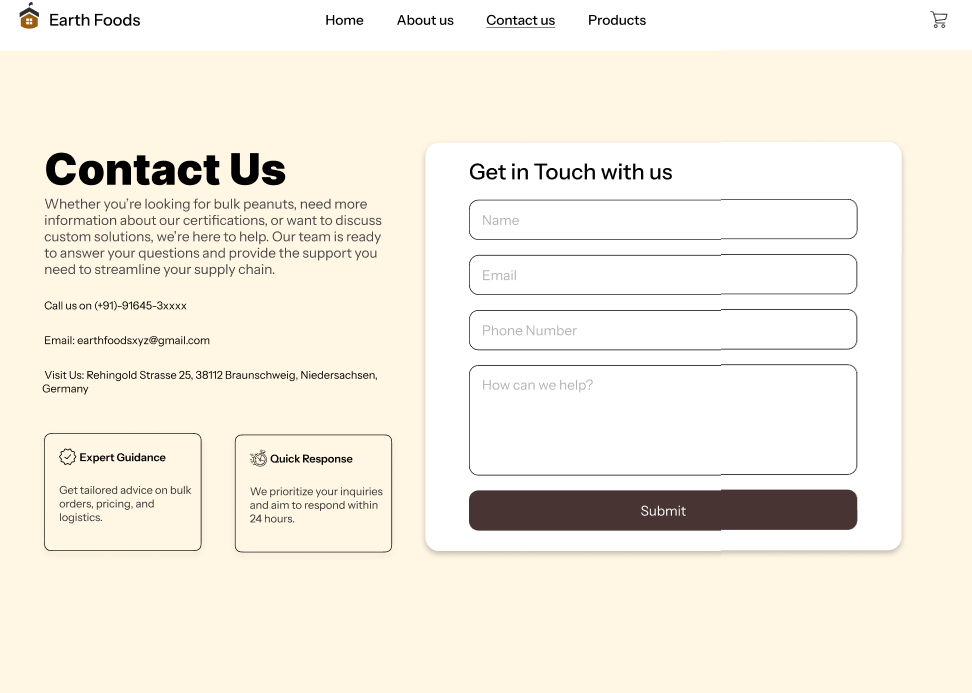 Earth Foods
Home
About us
Contact us
Products
Contact Us
Whether you're looking for bulk peanuts, need more
information about our certifications, or want to discuss
custom solutions, we're here to help. Our team is ready
to answer your questions and provide the support you
need to streamline your supply chain.
Call us on (+91)-91645-3xxxx
Email: earthfoodsxyz@gmail.com
Visit Us: Rehingold Strasse 25, 38112 Braunschweig, Niedersachsen,
Germany
Expert Guidance
Get tailored advice on bulk
orders, pricing, and
logistics.
Quick Response
We prioritize your inquiries
and aim to respond within
24 hours.
Get in Touch with us
Name
Email
Phone Number
How can we help?
Submit